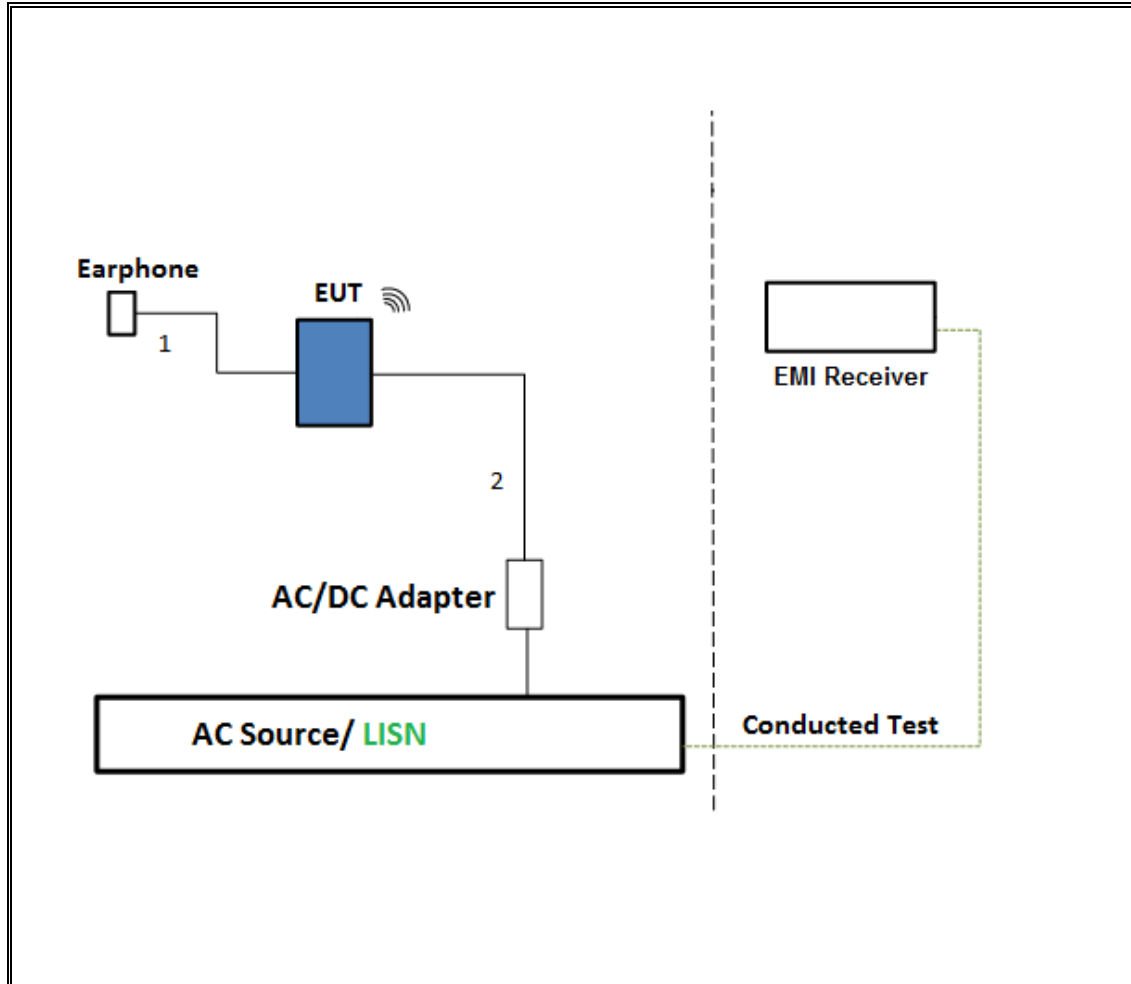 Earphone
1
EUT
2
AC/DC Adapter
AC Source/ LISN
EMI Receiver
Conducted Test